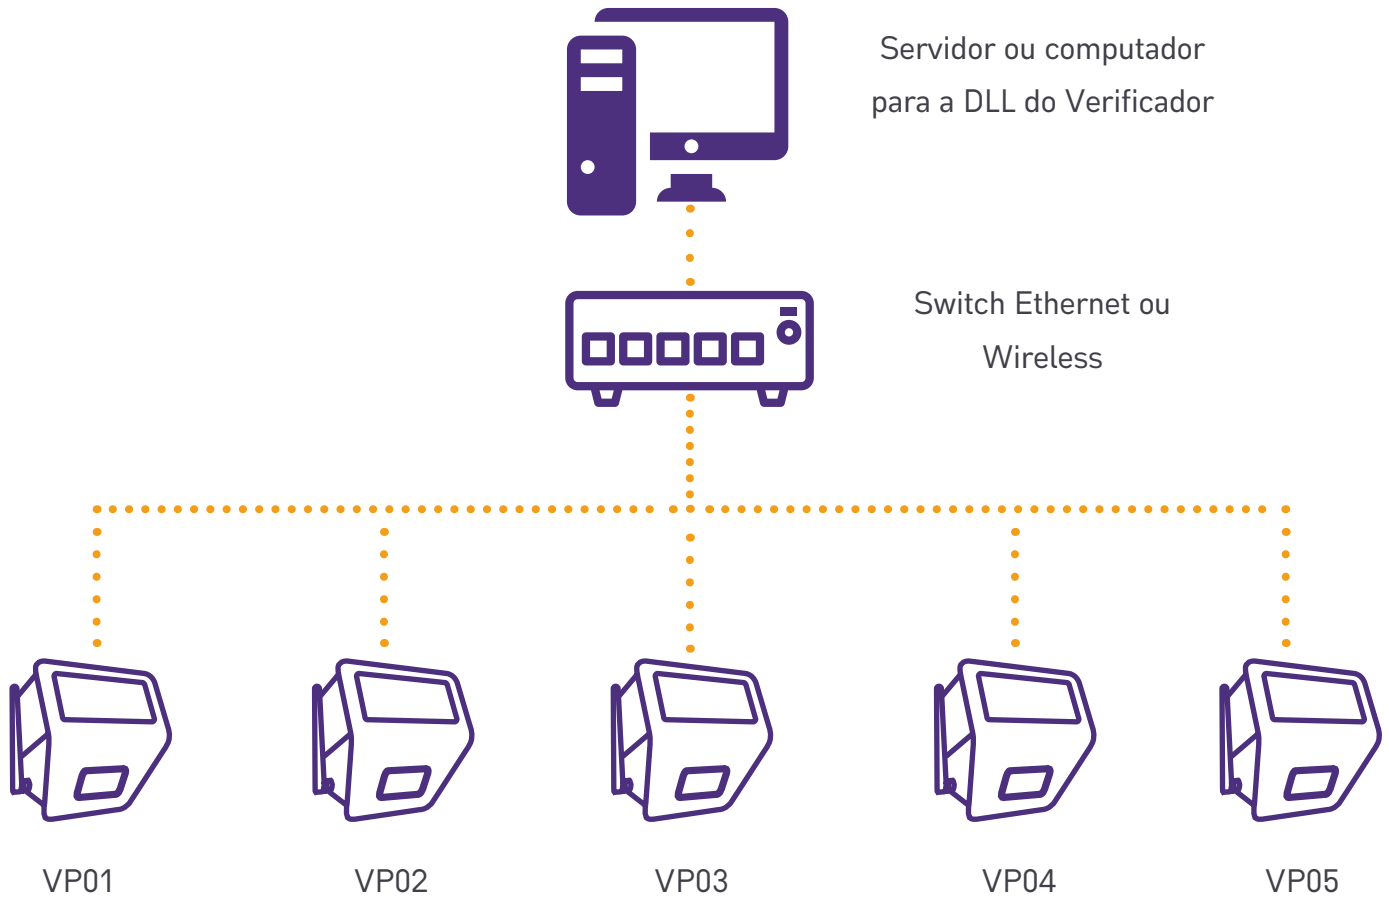 Servidor ou computador
para a DLL do Verificador
Switch Ethernet ou
Wireless
VP01
VP02
VP03
VP04
VP05